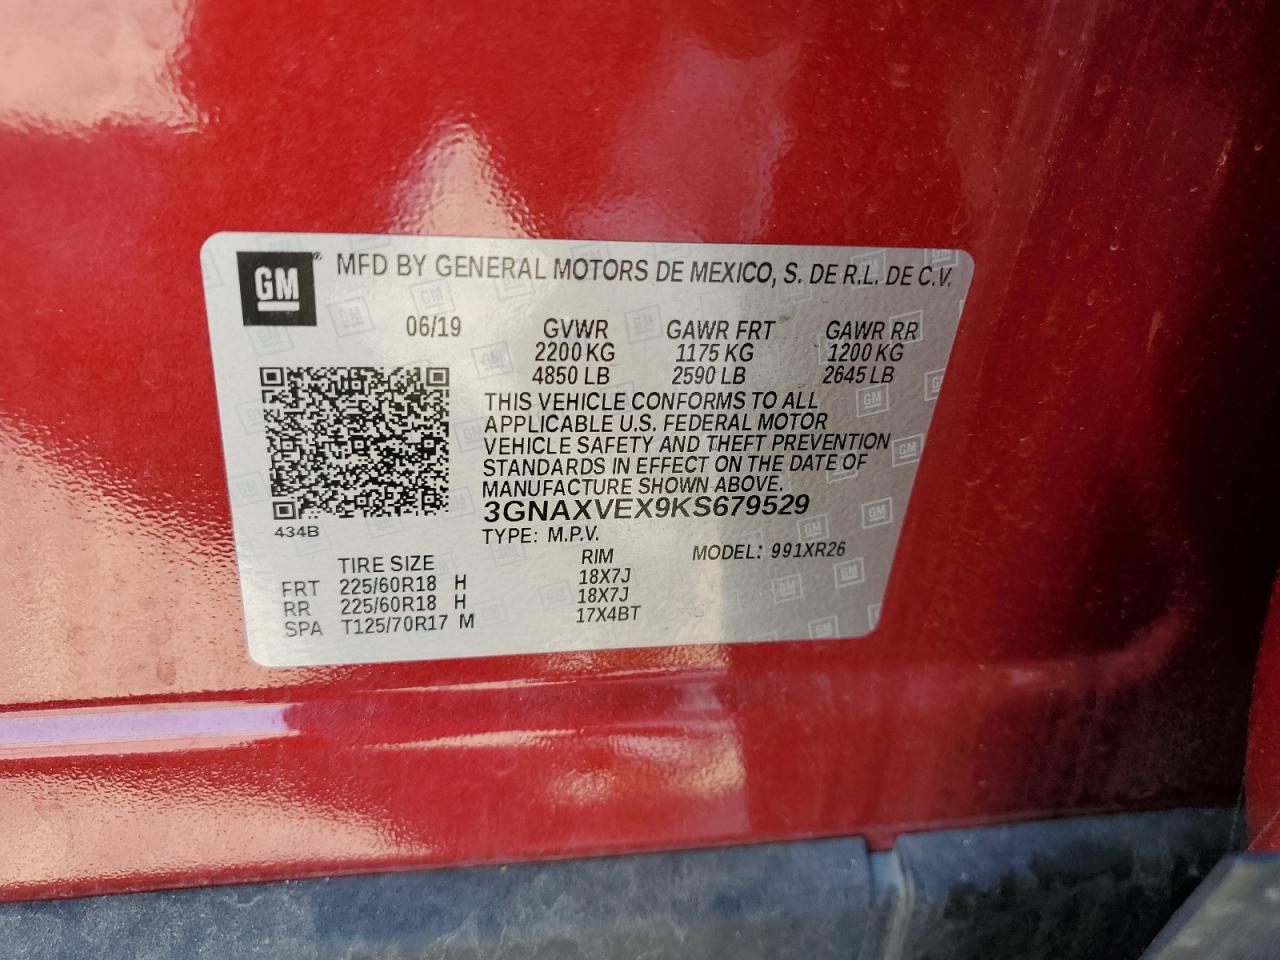 GM ® MFD BY GENERAL MOTORS DE MEXICO, S. DE R.L. DE C.V.
06/19 GVWR GAWR FRT GAWR RR
2200 KG 1175 KG 1200 KG
4850 LB 2590 LB 2645 LB
THIS VEHICLE CONFORMS TO ALL
APPLICABLE U.S. FEDERAL MOTOR
VEHICLE SAFETY AND THEFT PREVENTION
STANDARDS IN EFFECT ON THE DATE OF
MANUFACTURE SHOWN ABOVE.
3GNAXVEX9KS679529
434B
TYPE: M.P.V.
TIRE SIZE RIM MODEL: 991XR26
FRT 225/60R18 H 18X7J
RR 225/60R18 H 18X7J
SPA T125/70R17 M 17X4BT